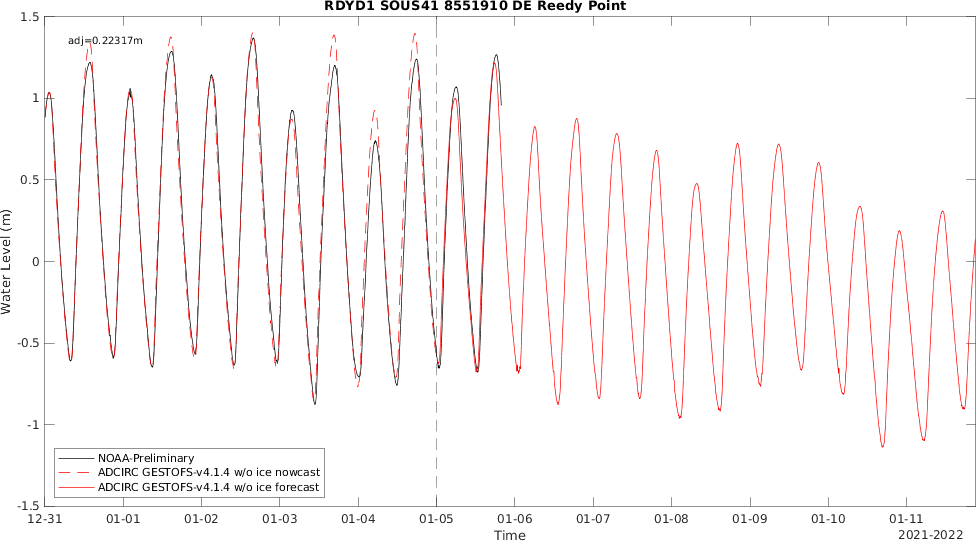 RDYD1 SOUS41 8551910 DE Reedy Point
1.5
adj=0.22317m
1
0.5
0
-0.5
-1
-1.5
Water Level (m)
NOAA-Preliminary
ADCIRC GESTOFS-v4.1.4 w/o ice nowcast
ADCIRC GESTOFS-v4.1.4 w/o ice forecast
12-31 01-01 01-02 01-03 01-04 01-05 01-06 01-07 01-08 01-09 01-10 01-11
Time
2021-2022